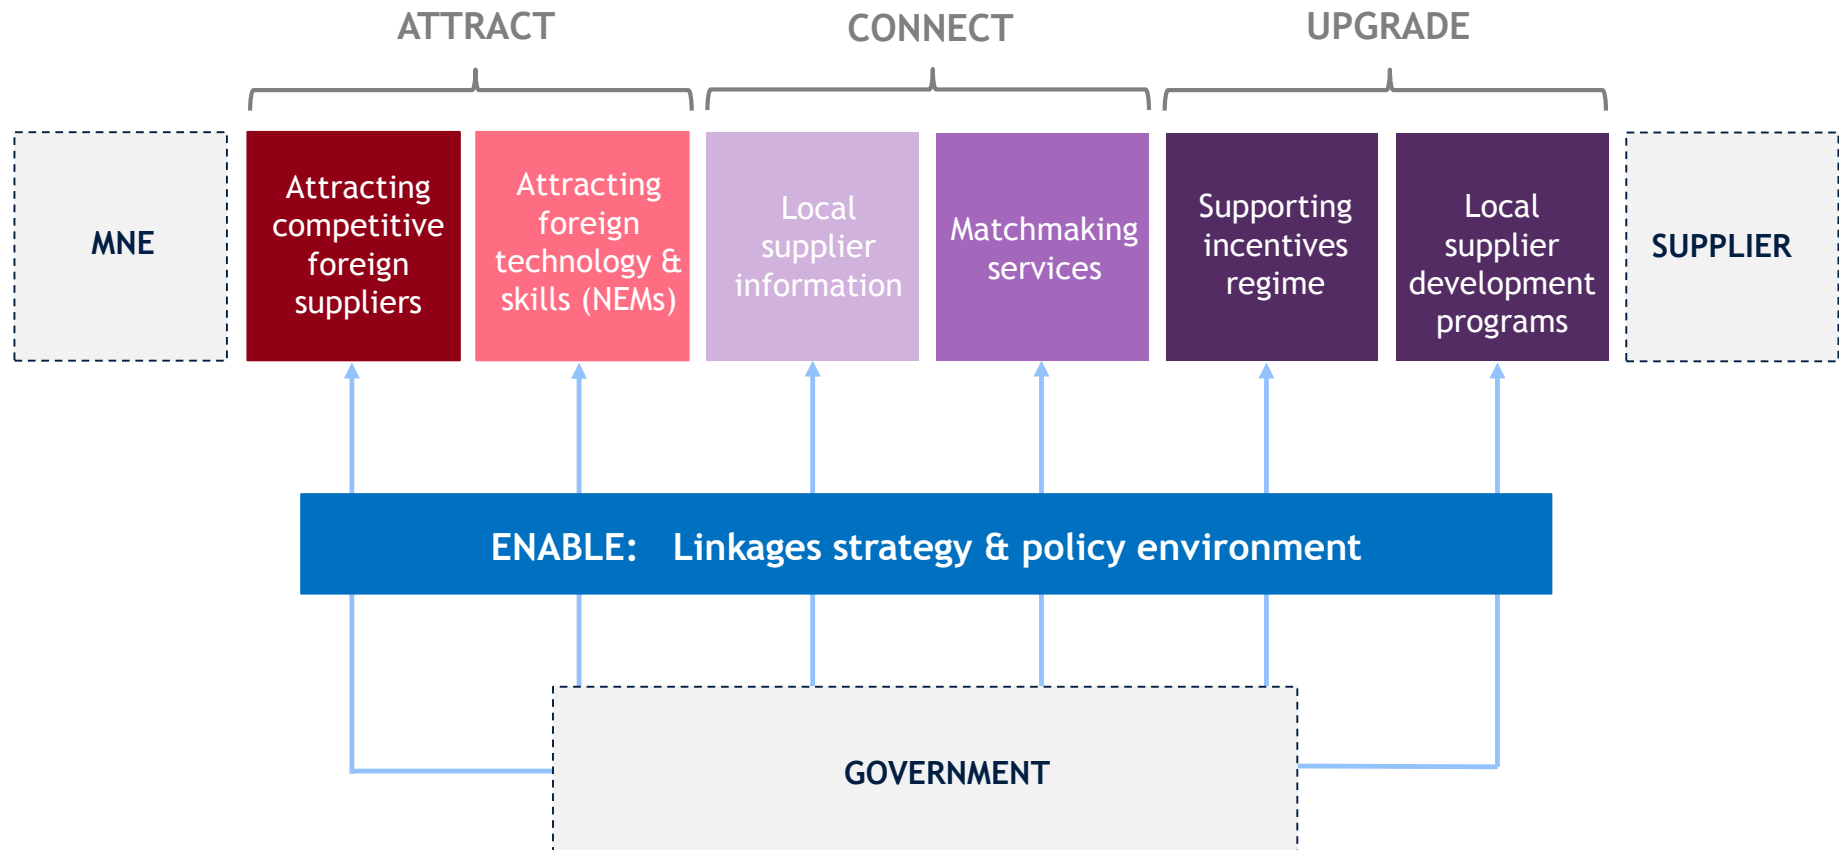 ATTRACT
CONNECT
UPGRADE
MNE
Attracting
competitive
foreign
suppliers
Attracting
foreign
technology &
skills (NEMs)
Local
supplier
information
Matchmaking
services
Supporting
incentives
regime
Local
supplier
development
programs
SUPPLIER
ENABLE: Linkages strategy & policy environment
GOVERNMENT